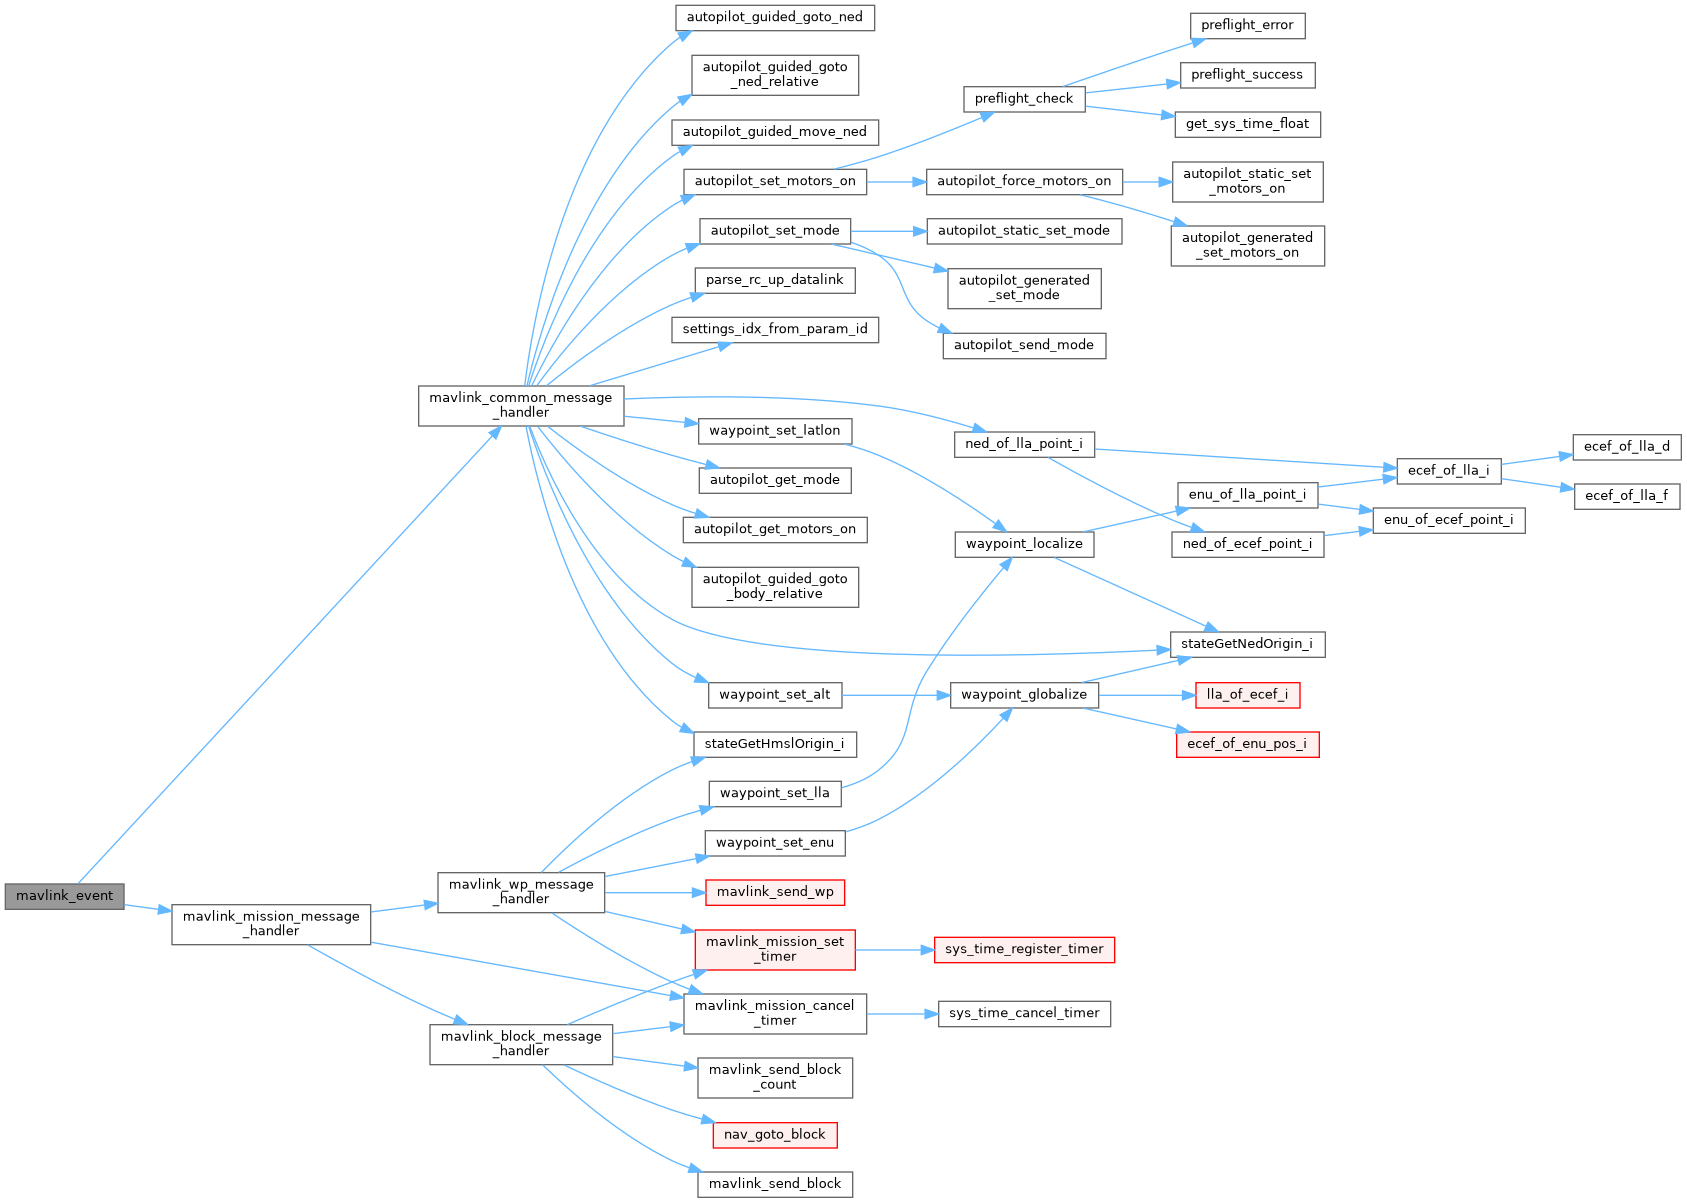 autopilot_guided_goto_ned
autopilot_guided_goto
_ned_relative
autopilot_guided_move_ned
autopilot_set_motors_on
autopilot_set_mode
parse_rc_up_datalink
settings_idx_from_param_id
mavlink_common_message
_handler
waypoint_set_latlon
autopilot_get_mode
autopilot_get_motors_on
autopilot_guided_goto
_body_relative
waypoint_set_alt
stateGetHmslOrigin_i
waypoint_set_lla
waypoint_set_enu
mavlink_event
mavlink_mission_message
_handler
mavlink_wp_message
_handler
mavlink_send_wp
mavlink_mission_set
_timer
mavlink_mission_cancel
_timer
mavlink_block_message
_handler
mavlink_send_block
_count
nav_goto_block
mavlink_send_block
preflight_check
preflight_error
preflight_success
get_sys_time_float
autopilot_force_motors_on
autopilot_static_set
_motors_on
autopilot_generated
_set_motors_on
autopilot_static_set_mode
autopilot_generated
_set_mode
autopilot_send_mode
ned_of_lla_point_i
waypoint_localize
enu_of_lla_point_i
ned_of_ecef_point_i
ecef_of_lla_i
enu_of_ecef_point_i
ecef_of_lla_d
ecef_of_lla_f
stateGetNedOrigin_i
waypoint_globalize
lla_of_ecef_i
ecef_of_enu_pos_i
sys_time_register_timer
sys_time_cancel_timer